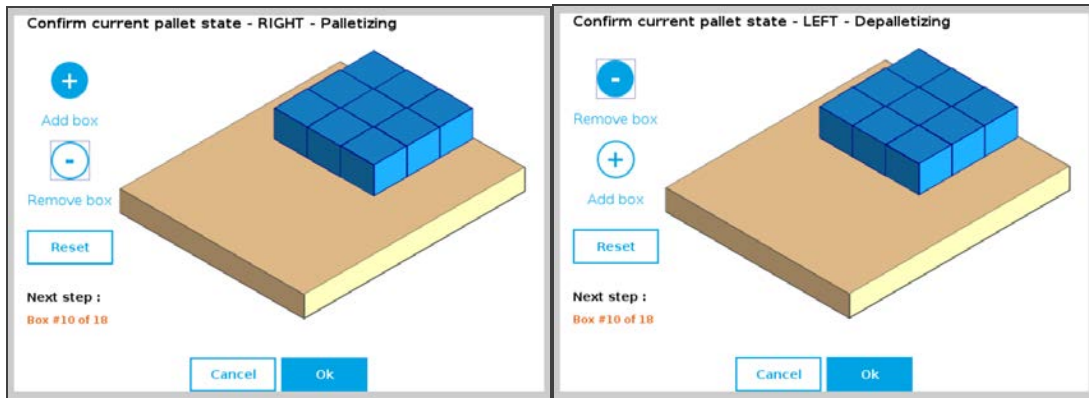 Confirm current pallet state - RIGHT - Palletizing
+
Add box
-
Remove box
Reset
Next step :
Box #10 of 18
Cancel
Ok
Confirm current pallet state - LEFT - Depalletizing
-
Remove box
+
Add box
Reset
Next step :
Box #10 of 18
Cancel
Ok